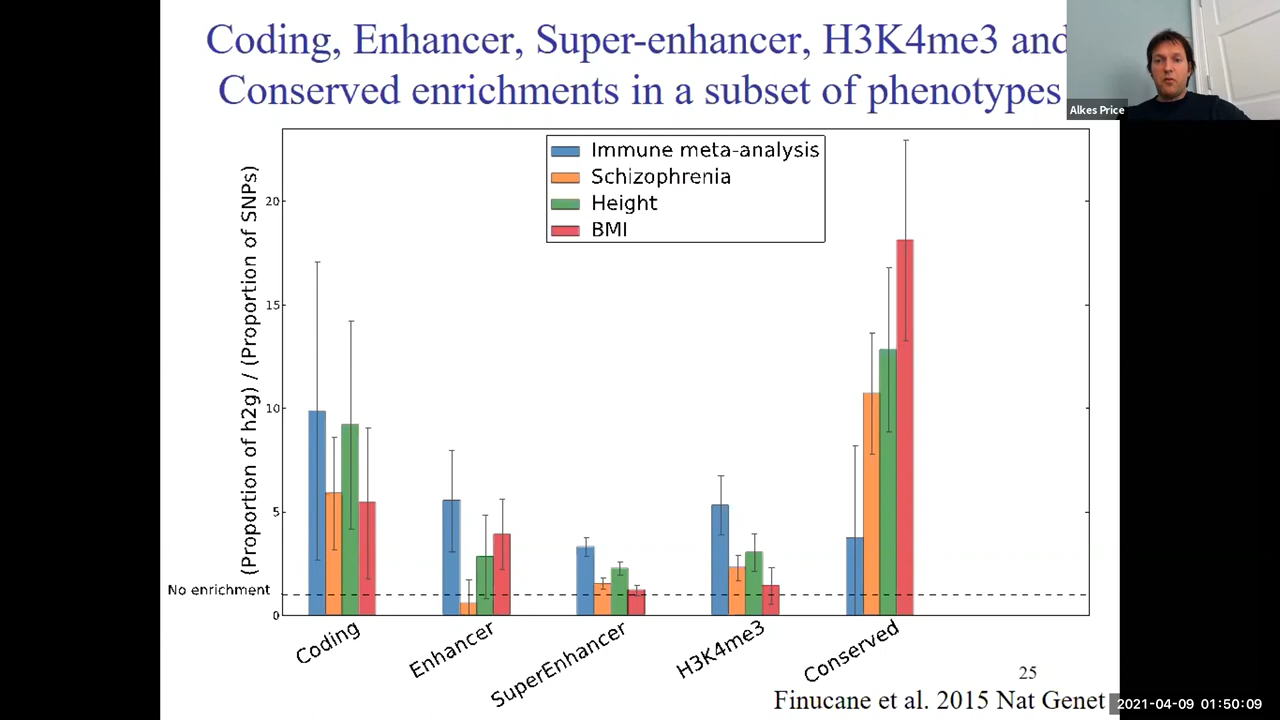 Coding, Enhancer, Super-enhancer, H3K4me3 and
Conserved enrichments in a subset of phenotypes
Alkes Price
Immune meta-analysis
Schizophrenia
Height
BMI
(Proportion of h2g) / (Proportion of SNPs)
20
15
10
5
No enrichment
0
Coding
Enhancer
SuperEnhancer
H3K4me3
Conserved
25
Finucane et al. 2015 Nat Genet
2021-04-09 01:50:09